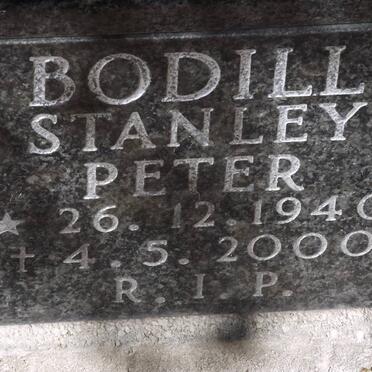 BODILL
STANLEY
PETER
★ 26.12.1940
† 4.5.2000
R.I.P.